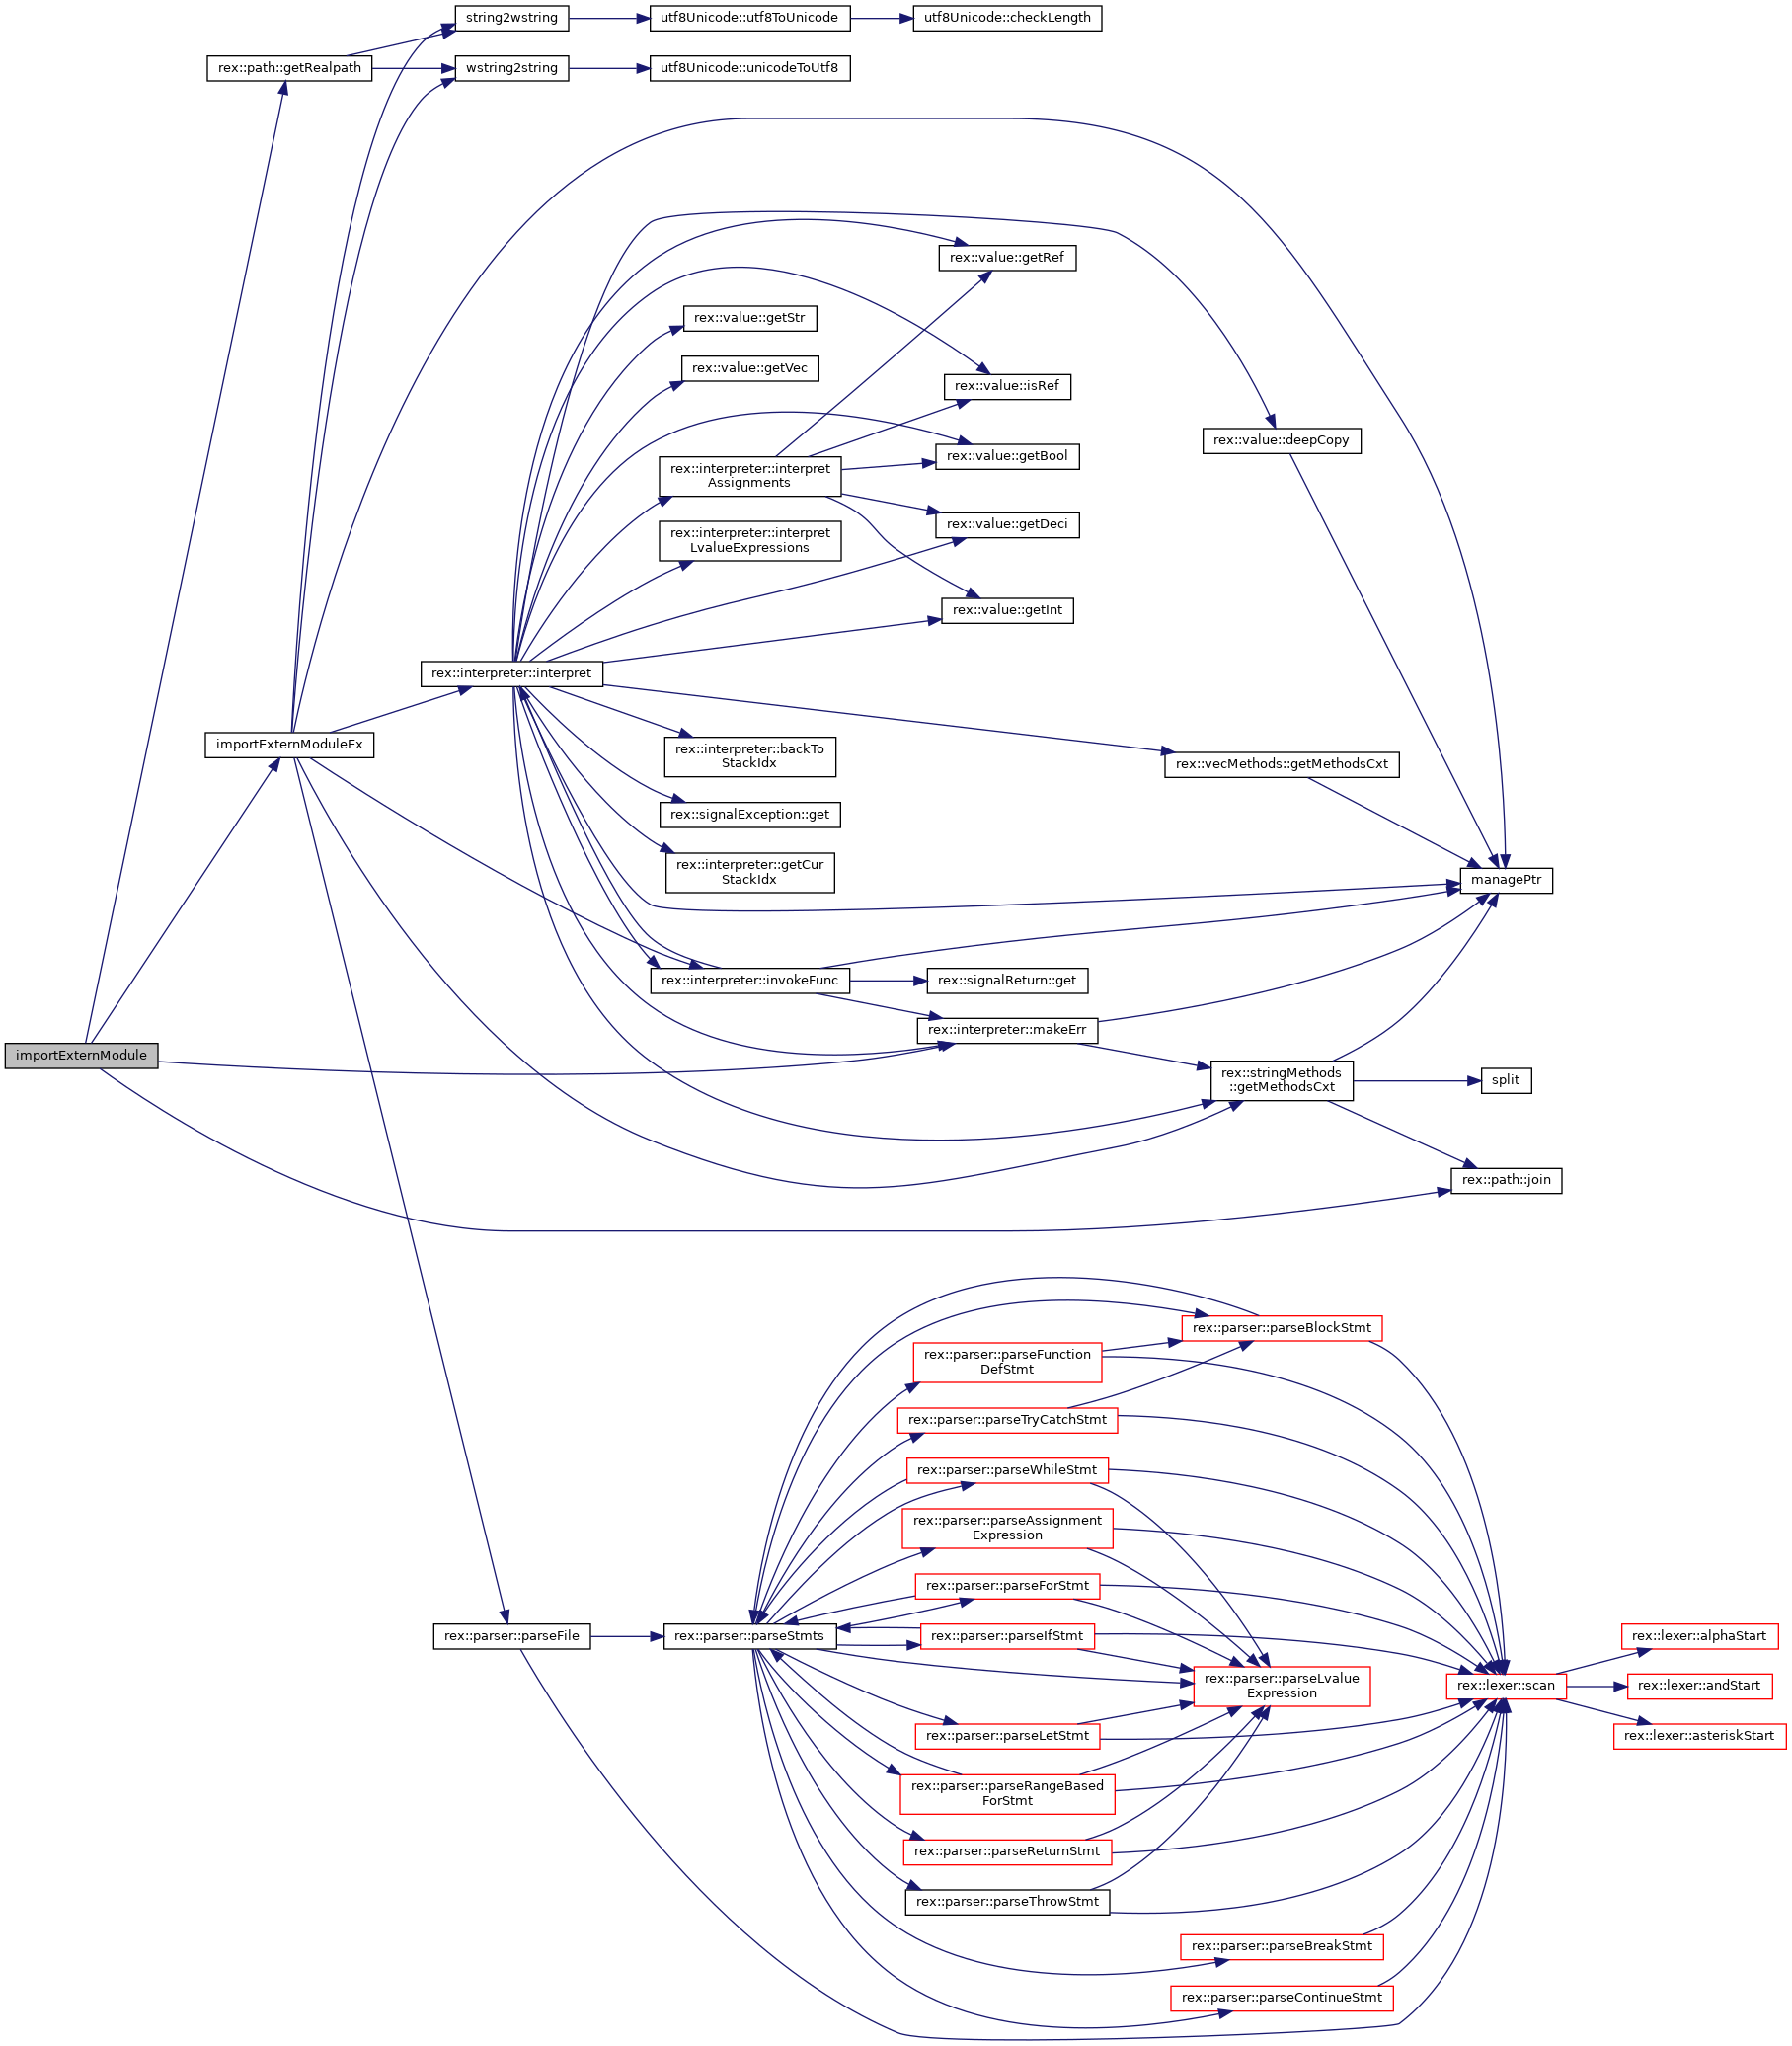 string2wstring
utf8Unicode::utf8ToUnicode
utf8Unicode::checkLength
rex::path::getRealpath
wstring2string
utf8Unicode::unicodeToUtf8
rex::value::getRef
rex::value::getStr
rex::value::getVec
rex::value::isRef
rex::value::deepCopy
rex::value::getBool
rex::interpreter::interpret
Assignments
rex::value::getDeci
rex::interpreter::interpret
LvalueExpressions
rex::value::getInt
rex::interpreter::interpret
importExternModuleEx
rex::interpreter::backTo
StackIdx
rex::vecMethods::getMethodsCxt
rex::signalException::get
rex::interpreter::getCur
StackIdx
managePtr
rex::interpreter::invokeFunc
rex::signalReturn::get
rex::interpreter::makeErr
importExternModule
rex::stringMethods
::getMethodsCxt
split
rex::path::join
rex::parser::parseBlockStmt
rex::parser::parseFunction
DefStmt
rex::parser::parseTryCatchStmt
rex::parser::parseWhileStmt
rex::parser::parseAssignment
Expression
rex::parser::parseForStmt
rex::parser::parseFile
rex::parser::parseStmts
rex::parser::parseIfStmt
rex::lexer::alphaStart
rex::parser::parseLvalue
Expression
rex::lexer::scan
rex::lexer::andStart
rex::parser::parseLetStmt
rex::lexer::asteriskStart
rex::parser::parseRangeBased
ForStmt
rex::parser::parseReturnStmt
rex::parser::parseThrowStmt
rex::parser::parseBreakStmt
rex::parser::parseContinueStmt